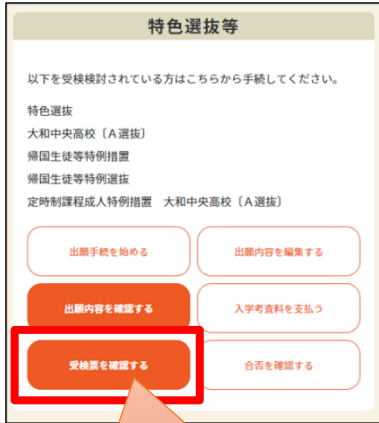 特色選抜等
以下を受検検討されている方はこちらから手続してください。
特色選抜
大和中央高校〔A選抜〕
帰国生徒等特例措置
帰国生徒等特例選抜
定時制課程成人特例措置　大和中央高校〔A選抜〕
出願手続を始める
出願内容を編集する
出願内容を確認する
入学考査料を支払う
受検票を確認する
合否を確認する